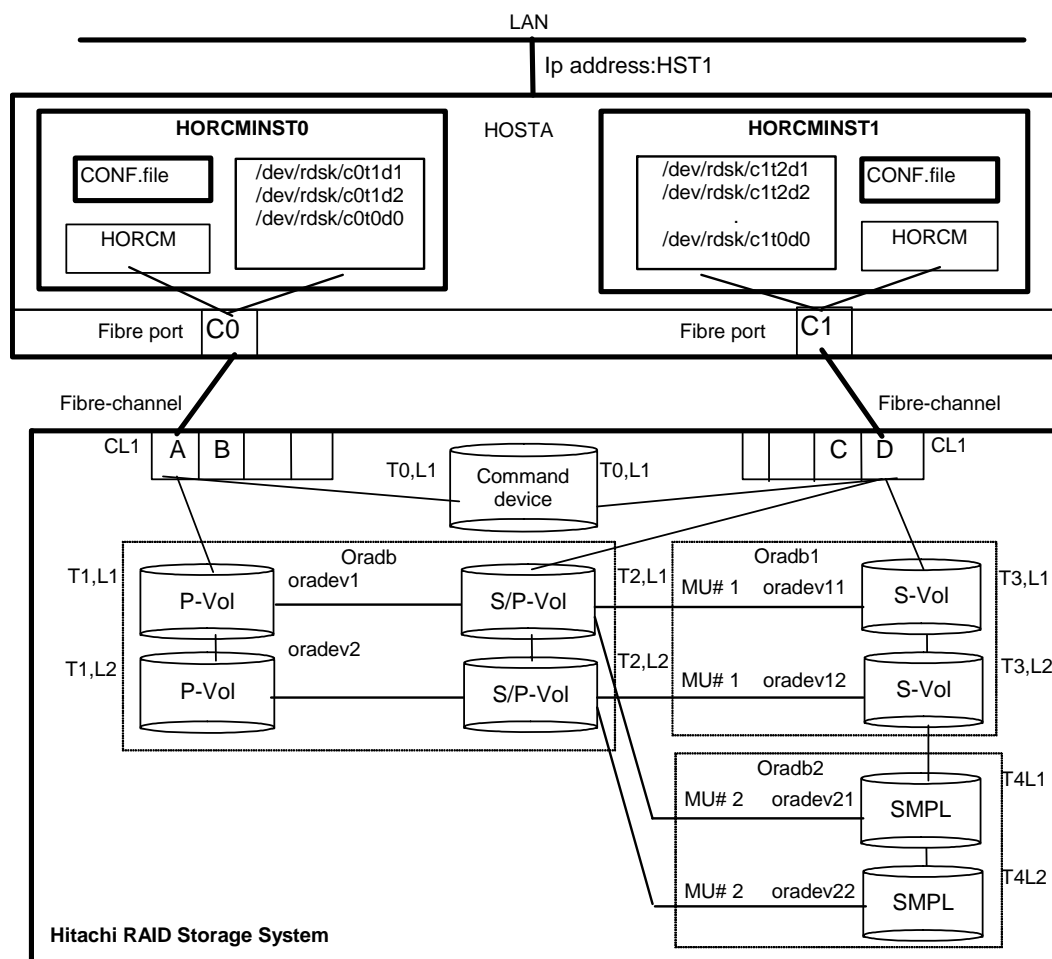 LAN
Ip address:HST1
HORCMINST0
HOSTA
HORCMINST1
CONF.file
/dev/rdsk/c0t1d1
/dev/rdsk/c0t1d2
/dev/rdsk/c0t0d0
HORCM
/dev/rdsk/c1t2d1
/dev/rdsk/c1t2d2
.
/dev/rdsk/c1t0d0
CONF.file
HORCM
Fibre port
C0
Fibre port
C1
Fibre-channel
Fibre-channel
CL1
A
B
T0,L1
Command
device
T0,L1
C
D
CL1
Oradb
T1,L1
P-Vol
oradev1
S/P-Vol
T2,L1
Oradb1
MU# 1
oradev11
S-Vol
T3,L1
T1,L2
P-Vol
oradev2
S/P-Vol
T2,L2
MU# 1
oradev12
S-Vol
T3,L2
Oradb2
MU# 2
oradev21
SMPL
T4L1
MU# 2
oradev22
SMPL
T4L2
Hitachi RAID Storage System